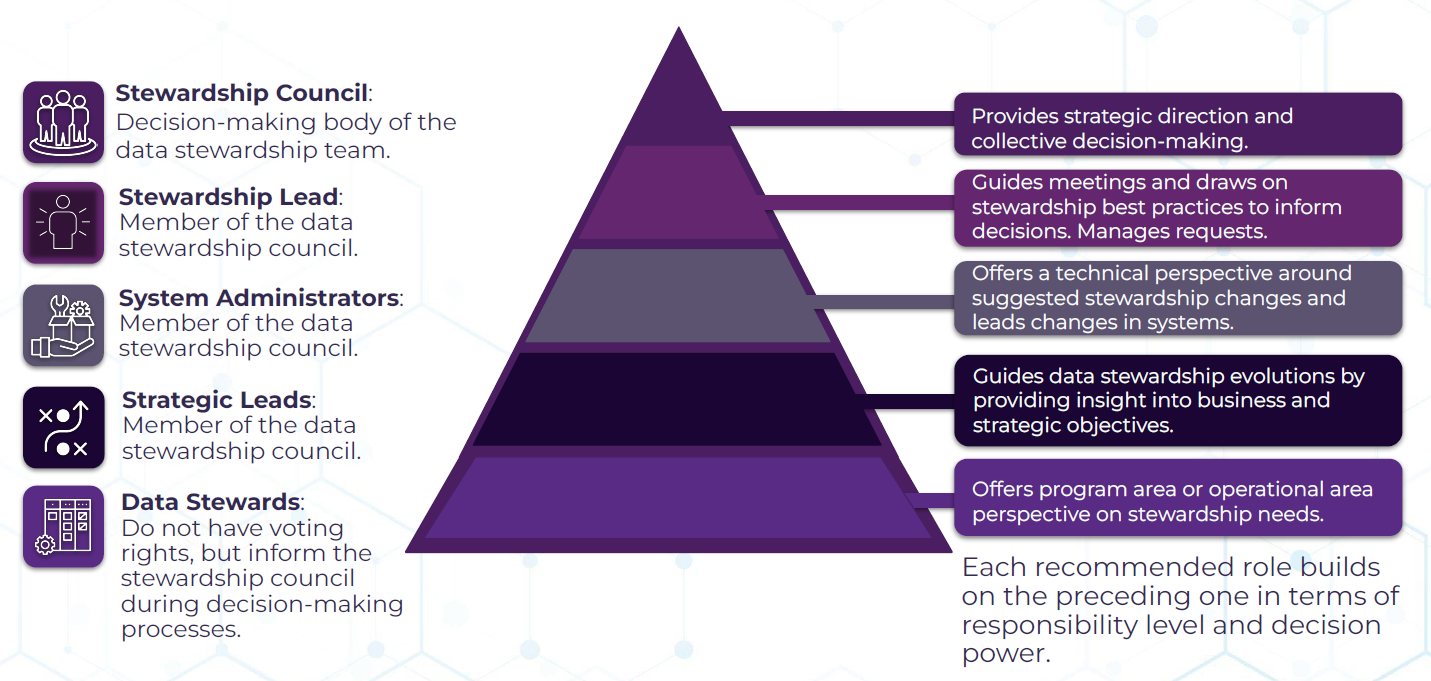 Stewardship Council:
Decision-making body of the
data stewardship team.
Stewardship Lead:
Member of the data
stewardship council.
System Administrators:
Member of the data
stewardship council.
Strategic Leads:
Member of the data
stewardship council.
Data Stewards:
Do not have voting
rights, but inform the
stewardship council
during decision-making
processes.
Provides strategic direction and
collective decision-making.
Guides meetings and draws on
stewardship best practices to inform
decisions. Manages requests.
Offers a technical perspective around
suggested stewardship changes and
leads changes in systems.
Guides data stewardship evolutions by
providing insight into business and
strategic objectives.
Offers program area or operational area
perspective on stewardship needs.
Each recommended role builds
on the preceding one in terms of
responsibility level and decision
power.